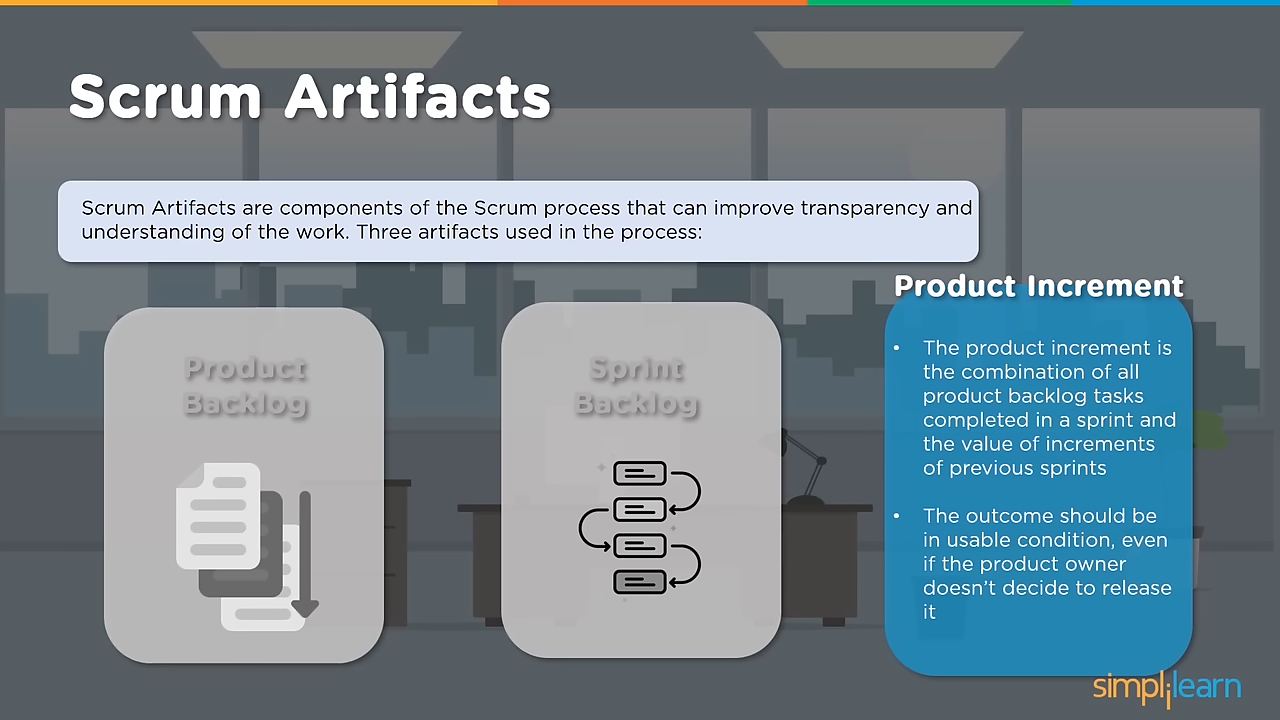 Scrum Artifacts
Scrum Artifacts are components of the Scrum process that can improve transparency and
understanding of the work. Three artifacts used in the process:
Product
Backlog
Sprint
Backlog
Product Increment
• The product increment is
the combination of all
product backlog tasks
completed in a sprint and
the value of increments
of previous sprints
• The outcome should be
in usable condition, even
if the product owner
doesn't decide to release
it
simplilearn